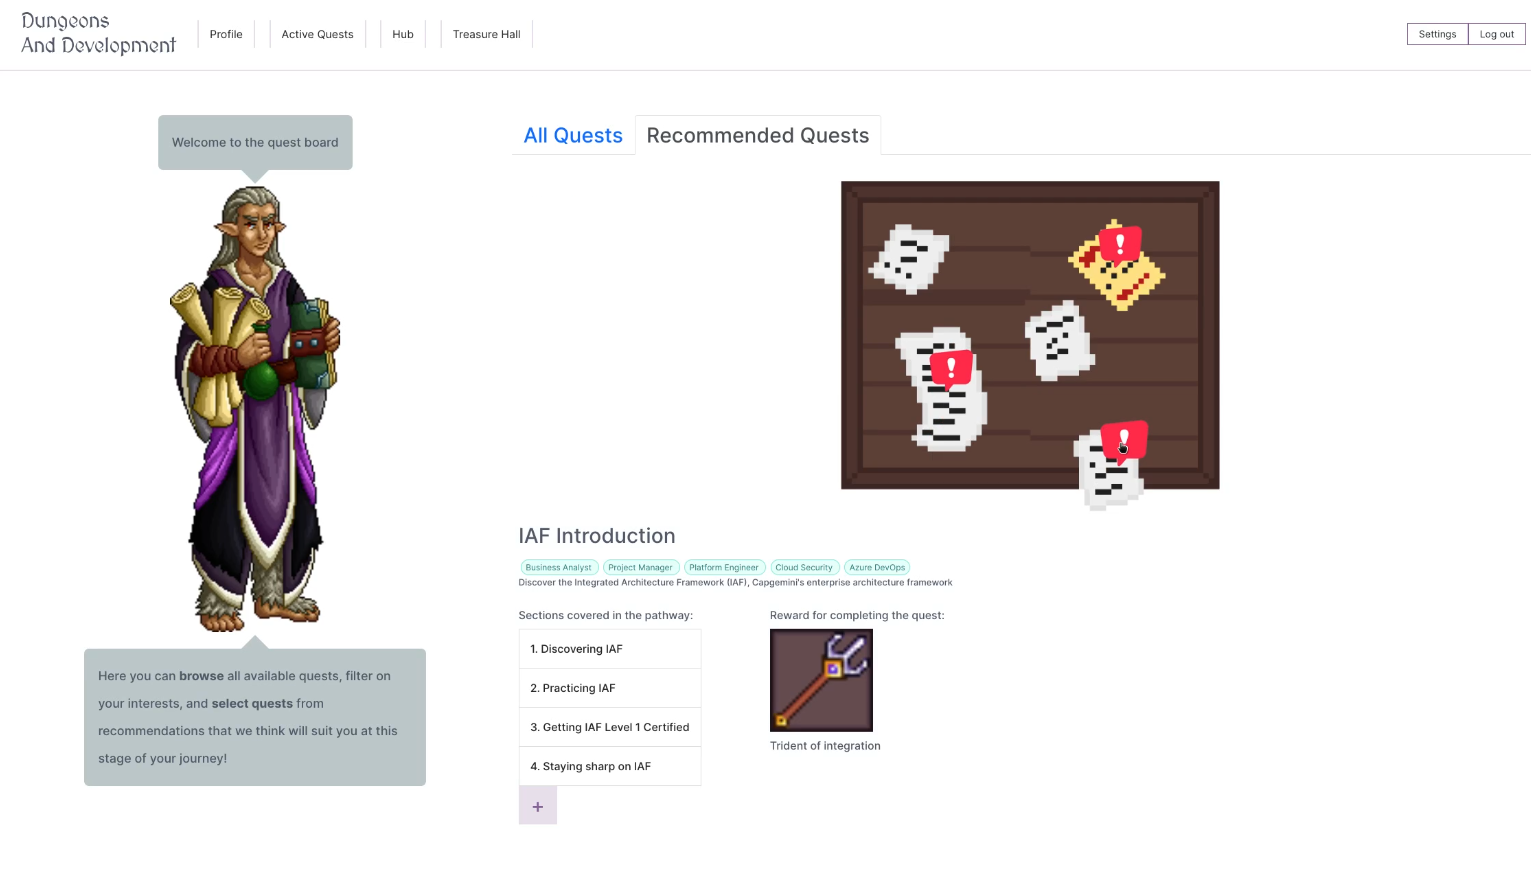 Dungeons
And Development
Profile
Active Quests
Hub
Treasure Hall
Settings
Log out
Welcome to the quest board
All Quests
Recommended Quests
!
!
!
IAF Introduction
Business Analyst
Project Manager
Platform Engineer
Cloud Security
Azure DevOps
Discover the Integrated Architecture Framework (IAF), Capgemini's enterprise architecture framework
Sections covered in the pathway:
1. Discovering IAF
2. Practicing IAF
3. Getting IAF Level 1 Certified
4. Staying sharp on IAF
+
Reward for completing the quest:
Trident of integration
Here you can browse all available quests, filter on
your interests, and select quests from
recommendations that we think will suit you at this
stage of your journey!